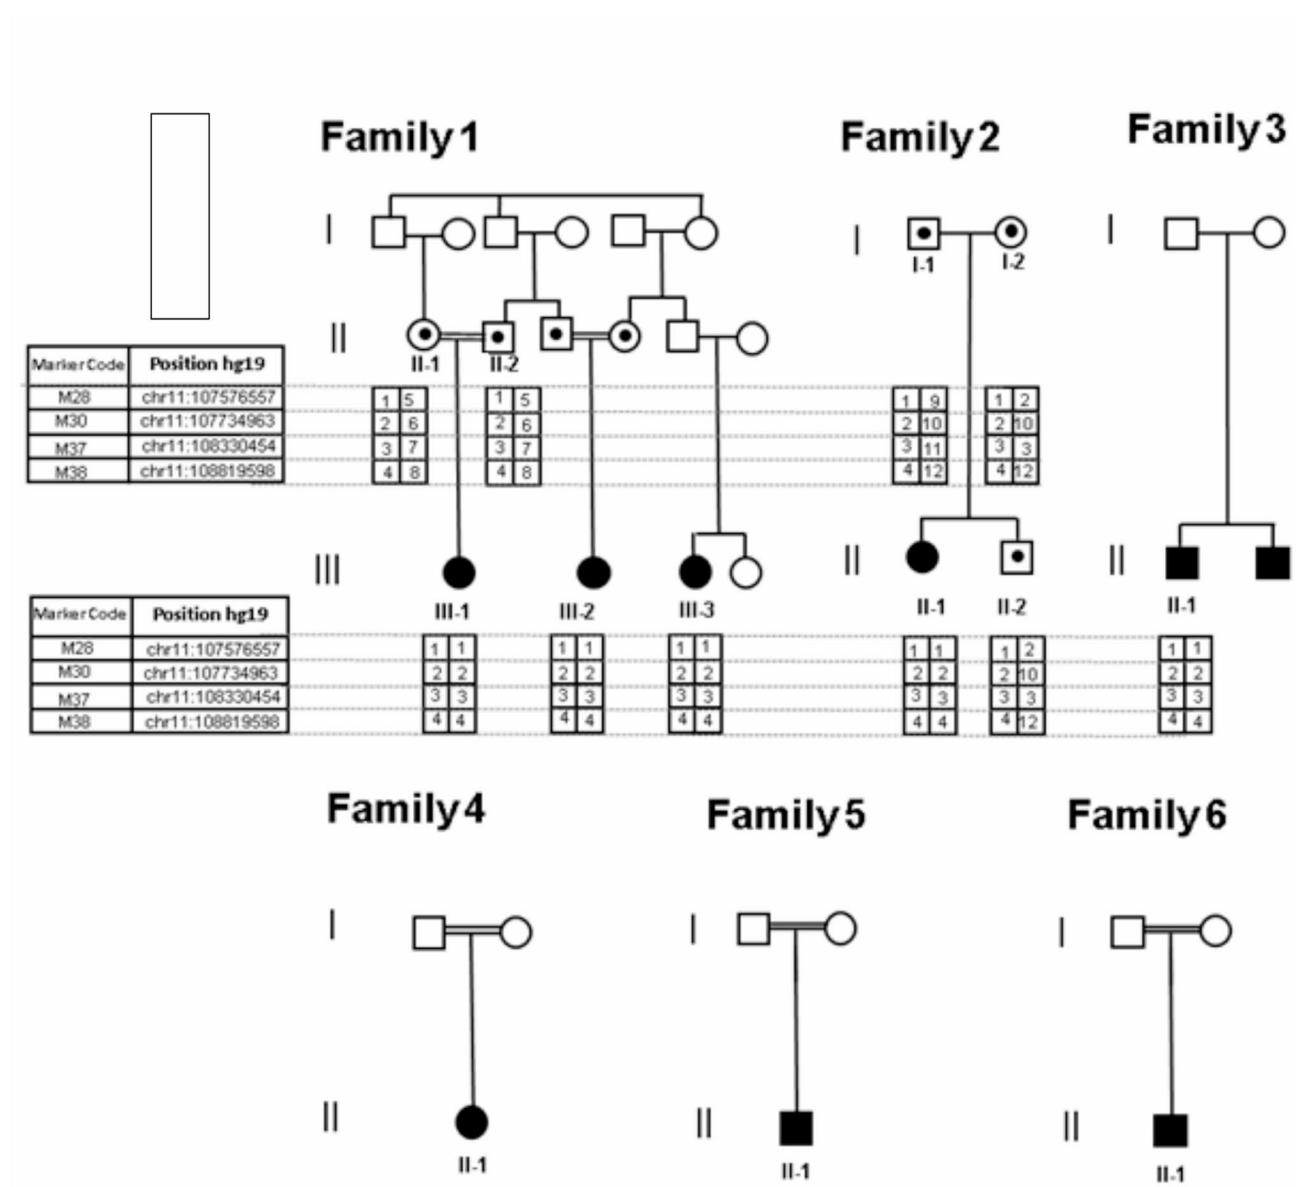 Family 1 Family 2 Family 3
I I I
I-1 I-2
II
II-1 II-2
Marker Code Position hg19
M28 chr11:107576557 1 5 1 5 1 9 1 2
M30 chr11:107734963 2 6 2 6 2 10 2 10
M37 chr11:108330454 3 7 3 7 3 11 3 3
M38 chr11:108819598 4 8 4 8 4 12 4 12
III II II
III-1 III-2 III-3 II-1 II-2 II-1
Marker Code Position hg19
M28 chr11:107576557 1 1 1 1 1 1 1 1 1 2 1 1
M30 chr11:107734963 2 2 2 2 2 2 2 2 2 10 2 2
M37 chr11:108330454 3 3 3 3 3 3 3 3 3 3 3 3
M38 chr11:108819598 4 4 4 4 4 4 4 4 4 12 4 4
Family 4 Family 5 Family 6
I I I
II II II
II-1 II-1 II-1